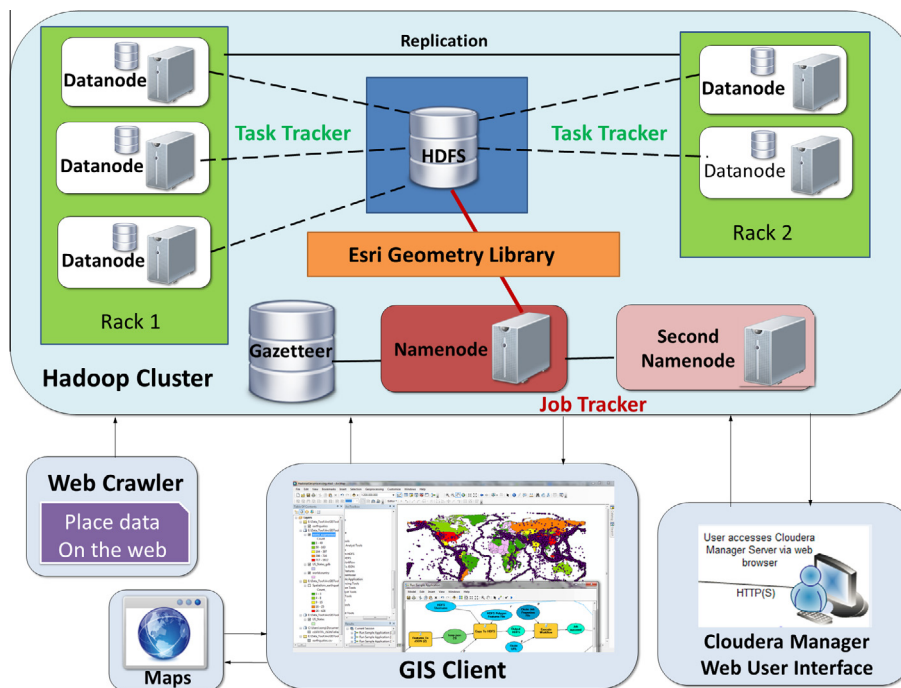 Replication
Datanode
Datanode
Datanode
Rack 1
Task Tracker
HDFS
Task Tracker
Datanode
Datanode
Rack 2
Esri Geometry Library
Gazetteer
Namenode
Second
Namenode
Hadoop Cluster
Job Tracker
Web Crawler
Place data
On the web
Maps
GIS Client
User accesses Cloudera
Manager Server via web
browser
HTTP(S)
Cloudera Manager
Web User Interface